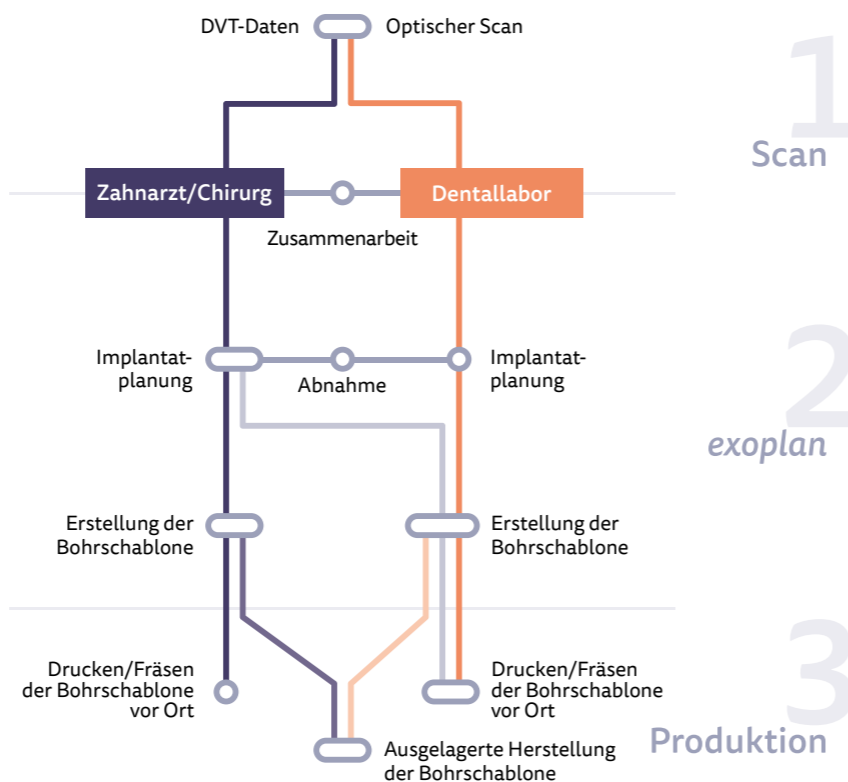 DVT-Daten
Optischer Scan
1
Scan
Zahnarzt/Chirurg
Dentallabor
Zusammenarbeit
Implantat-
planung
Abnahme
Implantat-
planung
2
exoplan
Erstellung der
Bohrschablone
Erstellung der
Bohrschablone
3
Produktion
Drucken/Fräsen
der Bohrschablone
vor Ort
Drucken/Fräsen
der Bohrschablone
vor Ort
Ausgelagerte Herstellung
der Bohrschablone